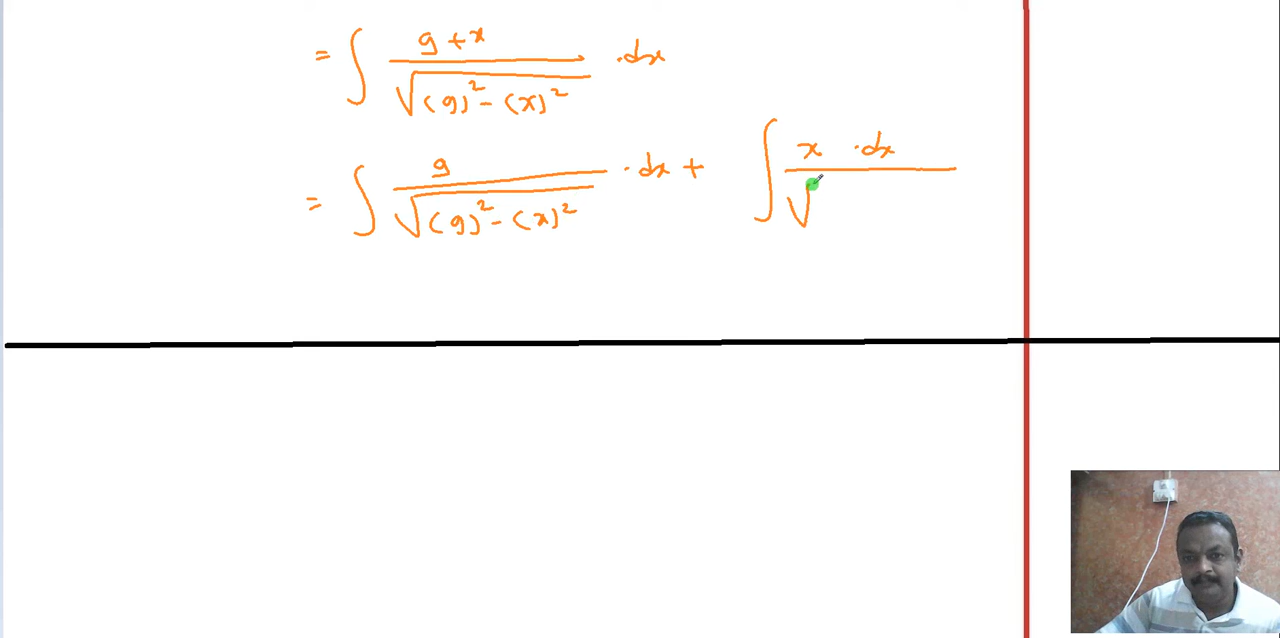 = ∫ 9 + x / √(9)² - (x)² . dx
= ∫ 9 / √(9)² - (x)² . dx + ∫ x . dx / √